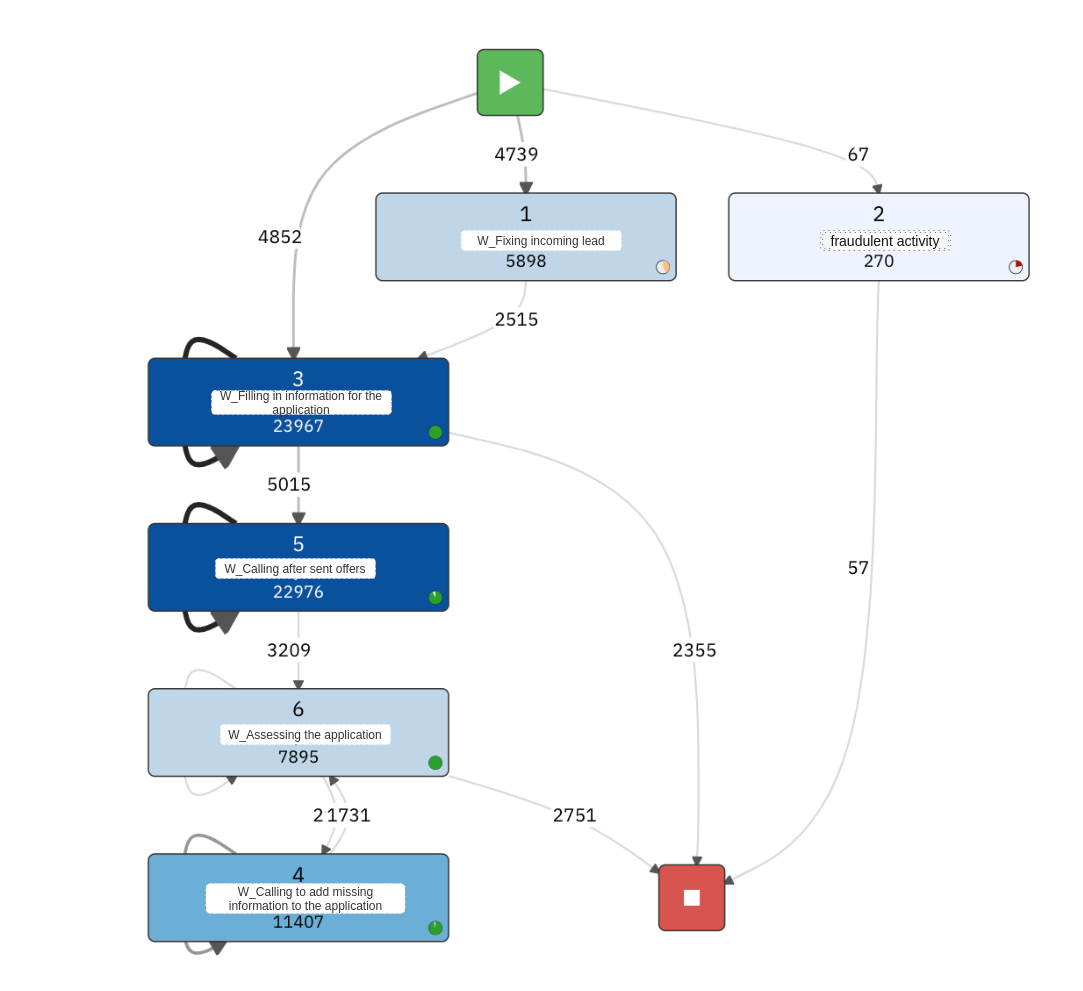 4739
67
4852
1
W_Fixing incoming lead
5898
2
fraudulent activity
270
2515
3
W_Filling in information for the
application
23967
5015
5
W_Calling after sent offers
22976
57
3209
2355
6
W_Assessing the application
7895
1731
2751
4
W_Calling to add missing
information to the application
11407